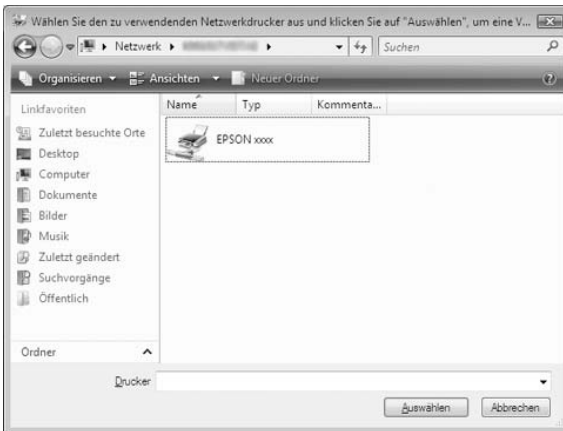 Wählen Sie den zu verwendenden Netzwerkdrucker aus und klicken Sie auf "Auswählen", um eine V...
Netzwerk
Suchen
Organisieren Ansichten Neuer Ordner
Linkfavoriten
Name Typ Kommenta...
Zuletzt besuchte Orte
EPSON xxxx
Desktop
Computer
Dokumente
Bilder
Musik
Zuletzt geändert
Suchvorgänge
Öffentlich
Ordner
Drucker
Auswählen Abbrechen